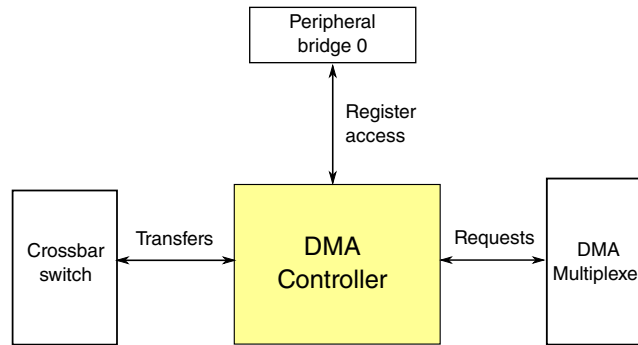 Peripheral
bridge 0
Register
access
Crossbar
switch
Transfers
DMA
Controller
Requests
DMA
Multiplexe